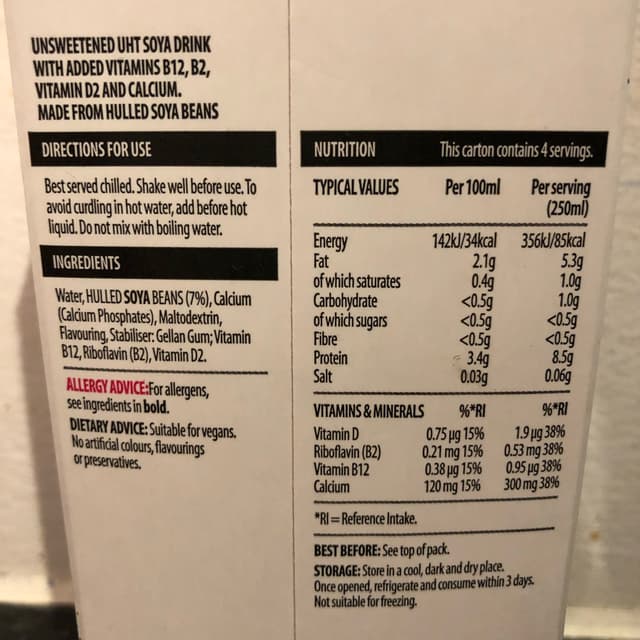 UNSWEETENED UHT SOYA DRINK
WITH ADDED VITAMINS B12, B2,
VITAMIN D2 AND CALCIUM.
MADE FROM HULLED SOYA BEANS
DIRECTIONS FOR USE
Best served chilled. Shake well before use. To
avoid curdling in hot water, add before hot
liquid. Do not mix with boiling water.
INGREDIENTS
Water, HULLED SOYA BEANS (7%), Calcium
(Calcium Phosphates), Maltodextrin,
Flavouring, Stabiliser: Gellan Gum; Vitamin
B12, Riboflavin (B2), Vitamin D2.
ALLERGY ADVICE: For allergens,
see ingredients in bold.
DIETARY ADVICE: Suitable for vegans.
No artificial colours, flavourings
or preservatives.
NUTRITION This carton contains 4 servings.
TYPICAL VALUES Per 100ml Per serving
(250ml)
Energy 142kJ/34kcal 356kJ/85kcal
Fat 2.1g 5.3g
of which saturates 0.4g 1.0g
Carbohydrate <0.5g 1.0g
of which sugars <0.5g <0.5g
Fibre <0.5g <0.5g
Protein 3.4g 8.5g
Salt 0.03g 0.06g
VITAMINS & MINERALS %*RI %*RI
Vitamin D 0.75 µg 15% 1.9 µg 38%
Riboflavin (B2) 0.21 mg 15% 0.53 mg 38%
Vitamin B12 0.38 µg 15% 0.95 µg 38%
Calcium 120 mg 15% 300 mg 38%
*RI = Reference Intake.
BEST BEFORE: See top of pack.
STORAGE: Store in a cool, dark and dry place.
Once opened, refrigerate and consume within 3 days.
Not suitable for freezing.